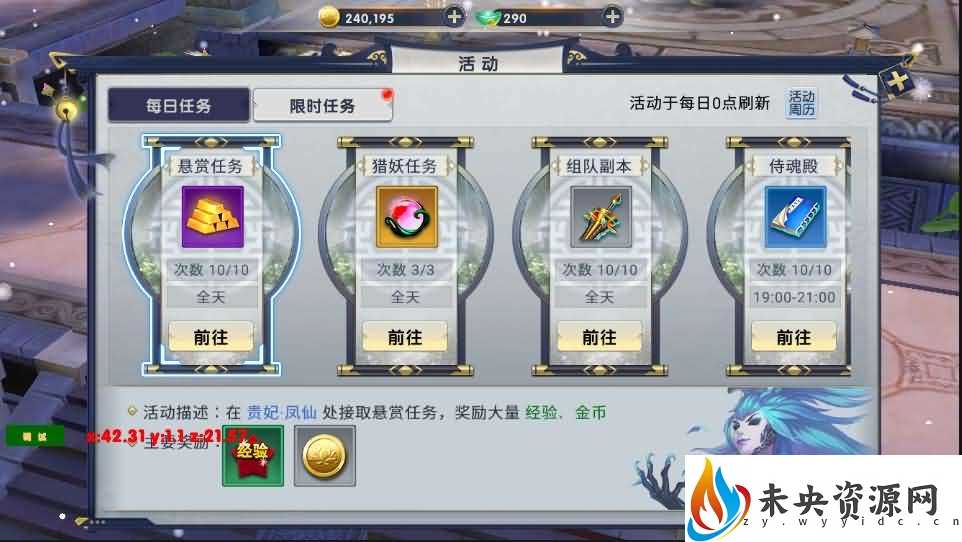 240,195
290
活动
每日任务
限时任务
活动于每日0点刷新
活动
周历
悬赏任务
次数 10/10
全天
前往
猎妖任务
次数 3/3
全天
前往
组队副本
次数 10/10
全天
前往
侍魂殿
次数 10/10
19:00-21:00
前往
活动描述：在 贵妃·凤仙 处接取悬赏任务，奖励大量 经验、金币
主要奖励：
经验
未央资源网
zy.wyyidc.cn